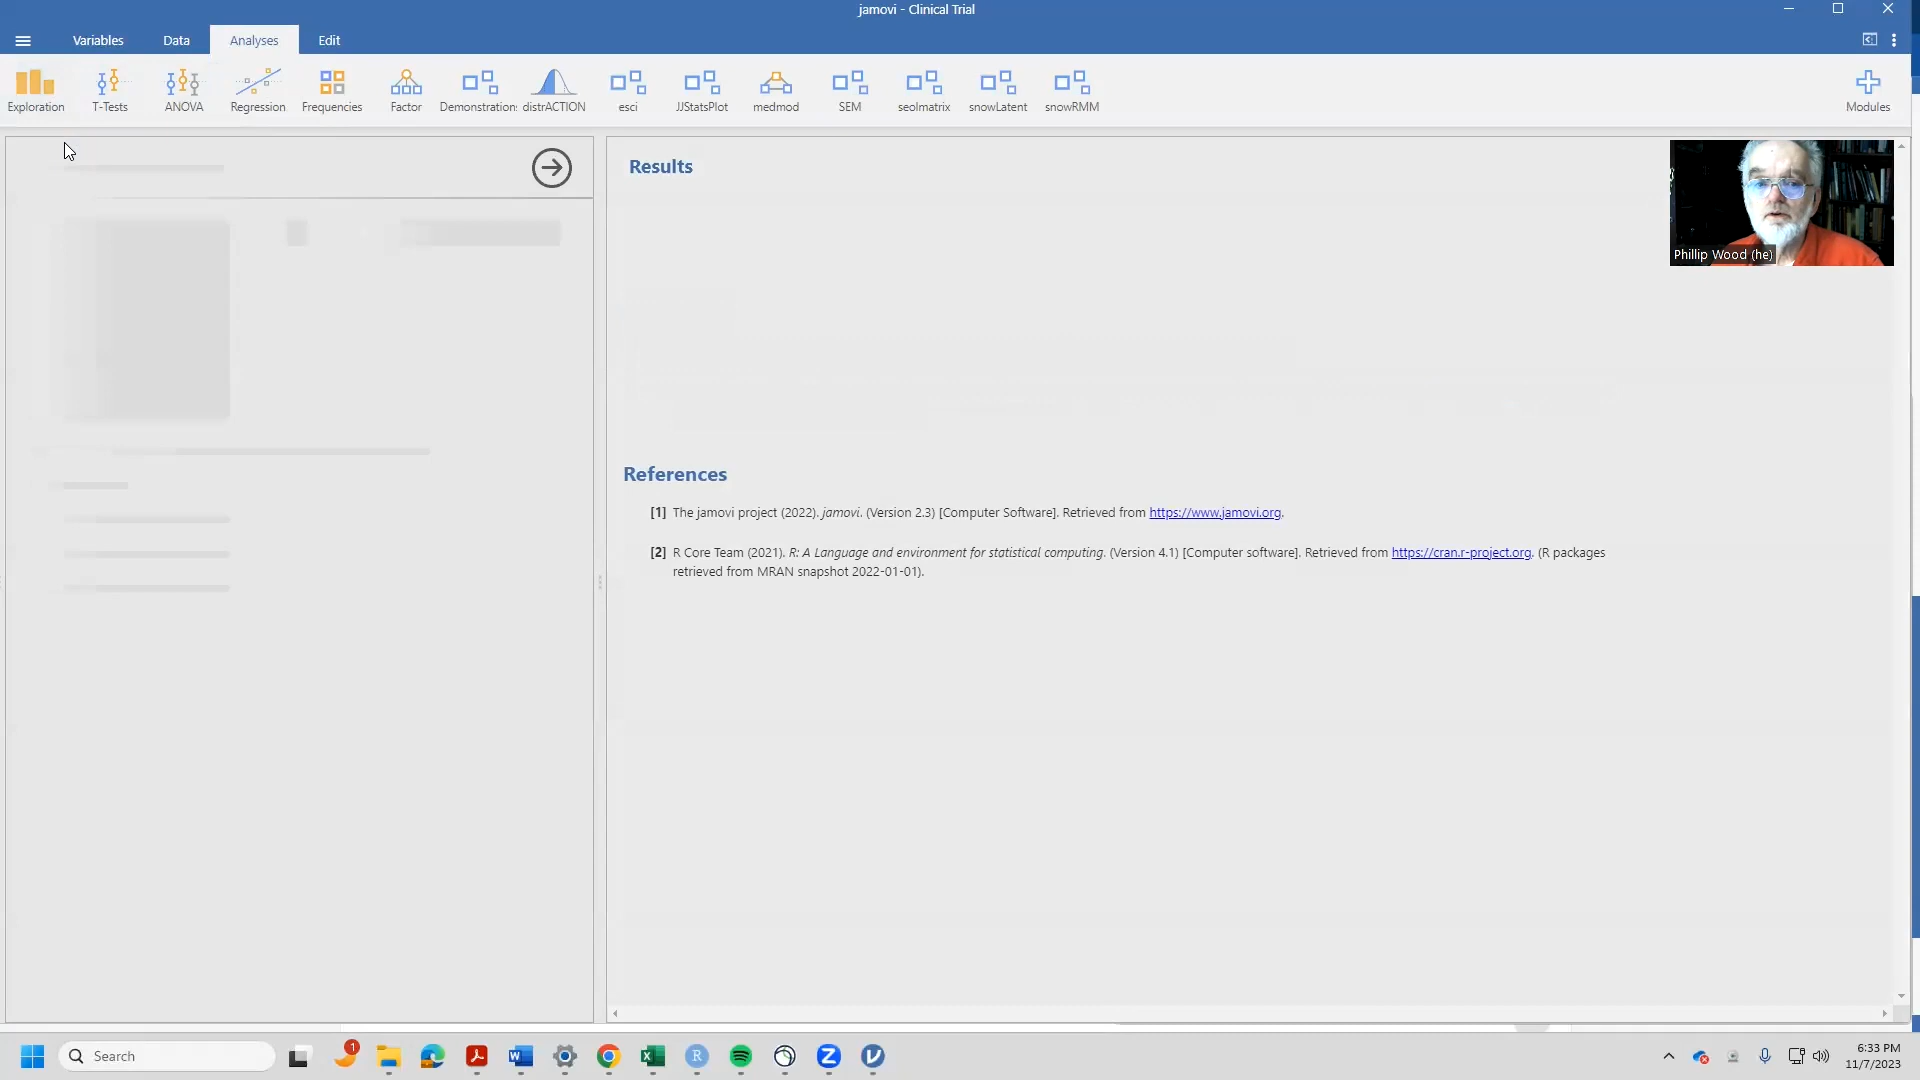 jamovi - Clinical Trial
Variables Data Analyses Edit
Exploration T-Tests ANOVA Regression Frequencies Factor Demonstrations distrACTION esci JJStatsPlot medmod SEM seolmatrix snowLatent snowRMM Modules
Results
Phillip Wood (he)
References
[1] The jamovi project (2022). jamovi. (Version 2.3) [Computer Software]. Retrieved from https://www.jamovi.org.
[2] R Core Team (2021). R: A Language and environment for statistical computing. (Version 4.1) [Computer software]. Retrieved from https://cran.r-project.org. (R packages
retrieved from MRAN snapshot 2022-01-01).
Search
1
6:33 PM
11/7/2023